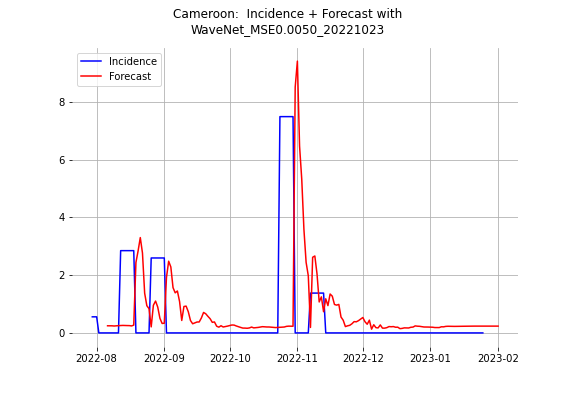 Cameroon:  Incidence + Forecast with
WaveNet_MSE0.0050_20221023
Incidence
Forecast
8
6
4
2
0
2022-08 2022-09 2022-10 2022-11 2022-12 2023-01 2023-02